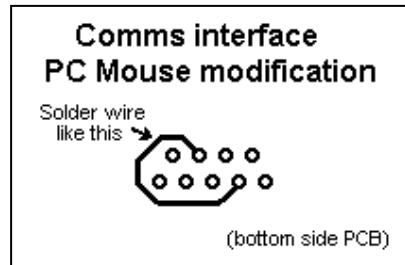 Comms interface
PC Mouse modification
Solder wire
like this
(bottom side PCB)